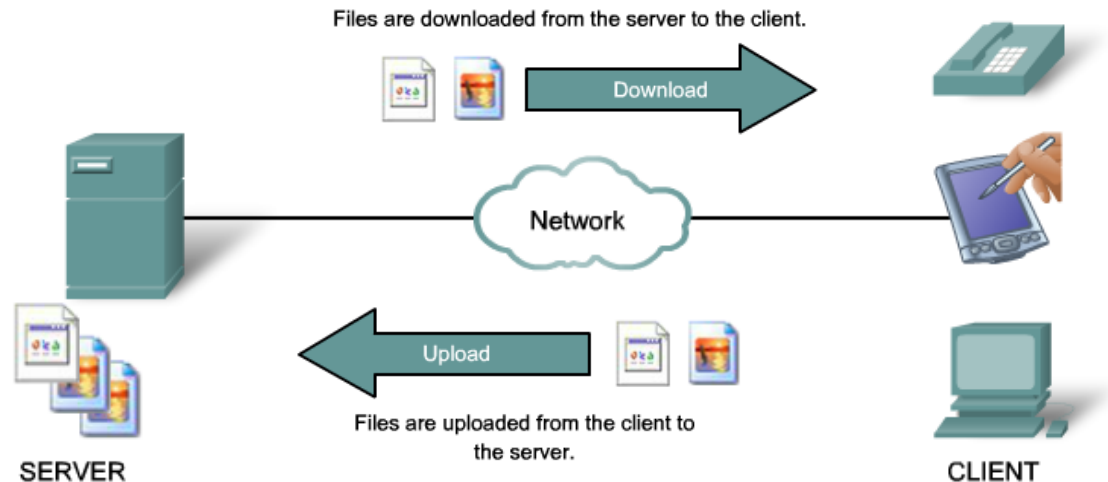 Files are downloaded from the server to the client.
Download
Network
Upload
Files are uploaded from the client to
the server.
SERVER
CLIENT